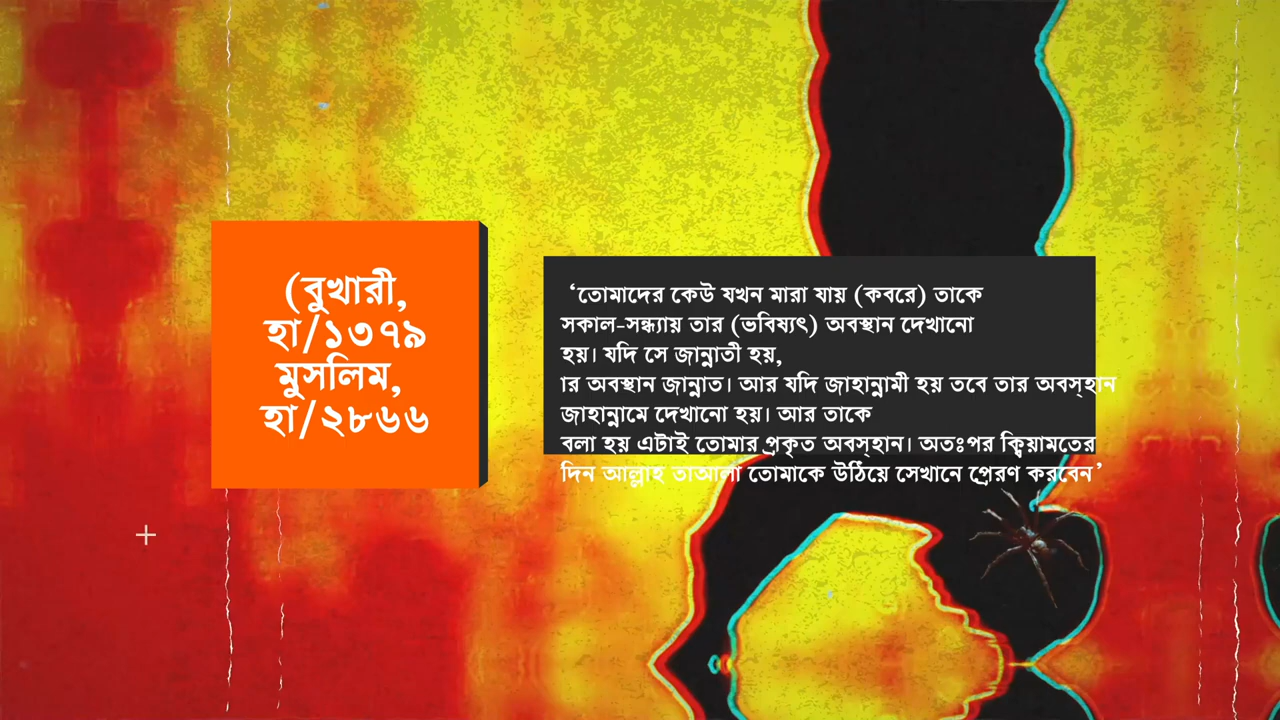 (বুখারী,
হা/১৩৭৯
মুসলিম,
হা/২৮৬৬
‘তোমাদের কেউ যখন মারা যায় (কবরে) তাকে
সকাল-সন্ধ্যায় তার (ভবিষ্যৎ) অবস্থান দেখানো
হয়। যদি সে জান্নাতী হয়,
ার অবস্থান জান্নাত। আর যদি জাহান্নামী হয় তবে তার অবস্হান
জাহান্নামে দেখানো হয়। আর তাকে
বলা হয় এটাই তোমার প্রকৃত অবস্হান। অতঃপর ক্বিয়ামতের
দিন আল্লাহ তাআলা তোমাকে উঠিয়ে সেখানে প্রেরণ করবেন’